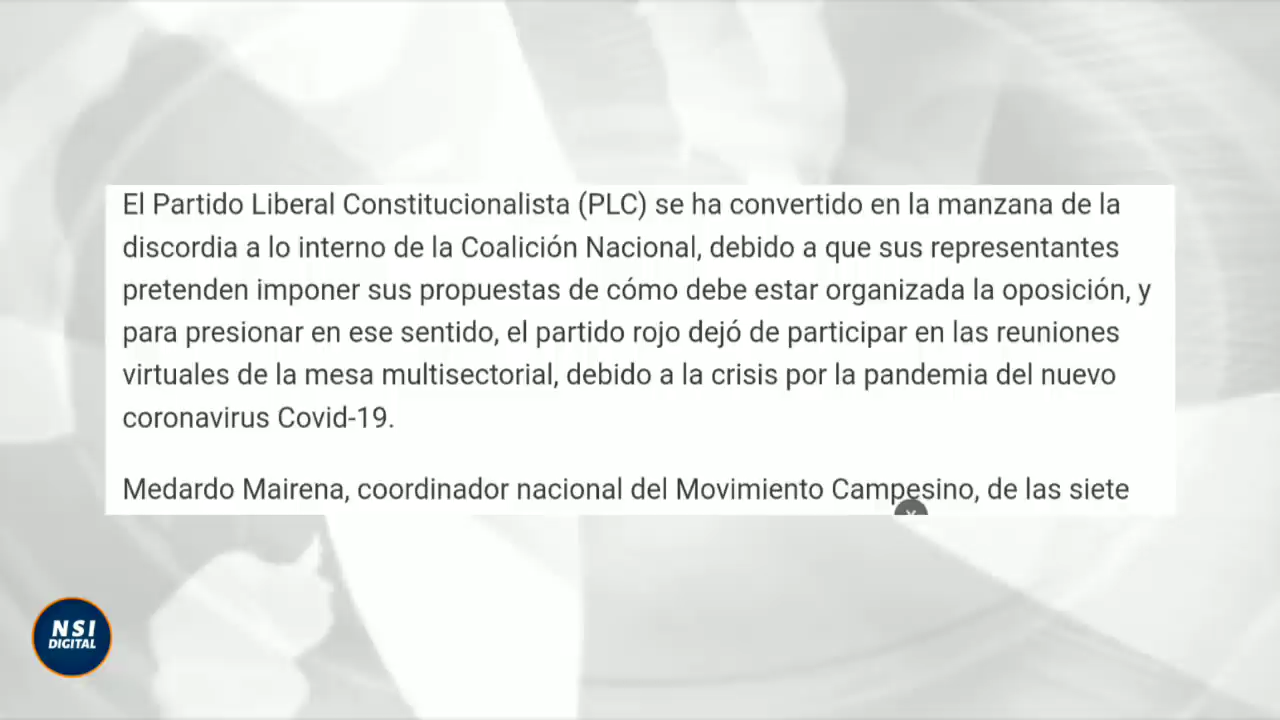 El Partido Liberal Constitucionalista (PLC) se ha convertido en la manzana de la
discordia a lo interno de la Coalición Nacional, debido a que sus representantes
pretenden imponer sus propuestas de cómo debe estar organizada la oposición, y
para presionar en ese sentido, el partido rojo dejó de participar en las reuniones
virtuales de la mesa multisectorial, debido a la crisis por la pandemia del nuevo
coronavirus Covid-19.
Medardo Mairena, coordinador nacional del Movimiento Campesino, de las siete
NSI
DIGITAL